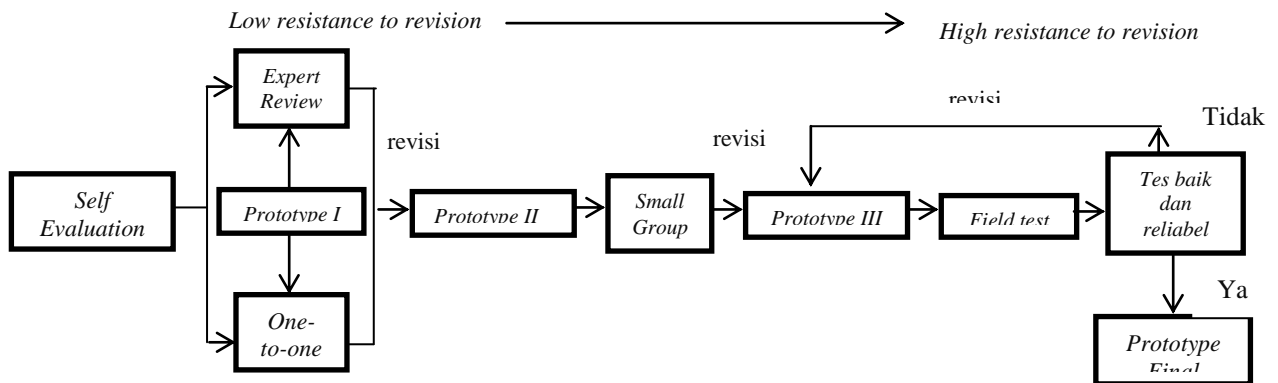 Low resistance to revision
High resistance to revision
Expert
Review
revisi
Tidak
revisi
revisi
Self
Evaluation
Prototype I
Prototype II
Small
Group
Prototype III
Field test
Tes baik
dan
reliabel
One-
to-one
Ya
Prototype
Final